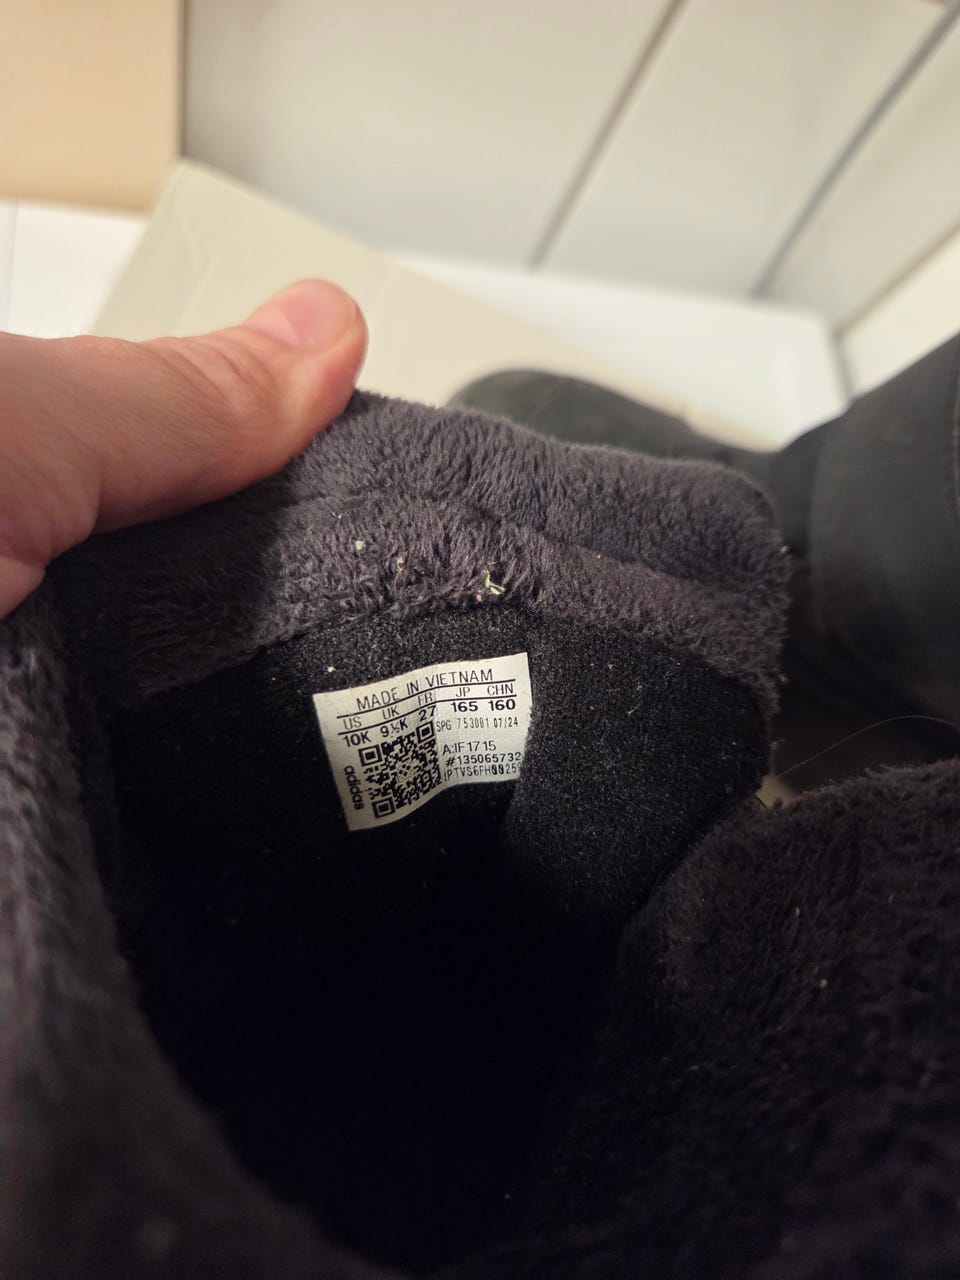 MADE IN VIETNAM
US UK FR JP CHN
10K 9½K 27 165 160
SPG 753001 07/24
A:IF1715
#135065732
adidas